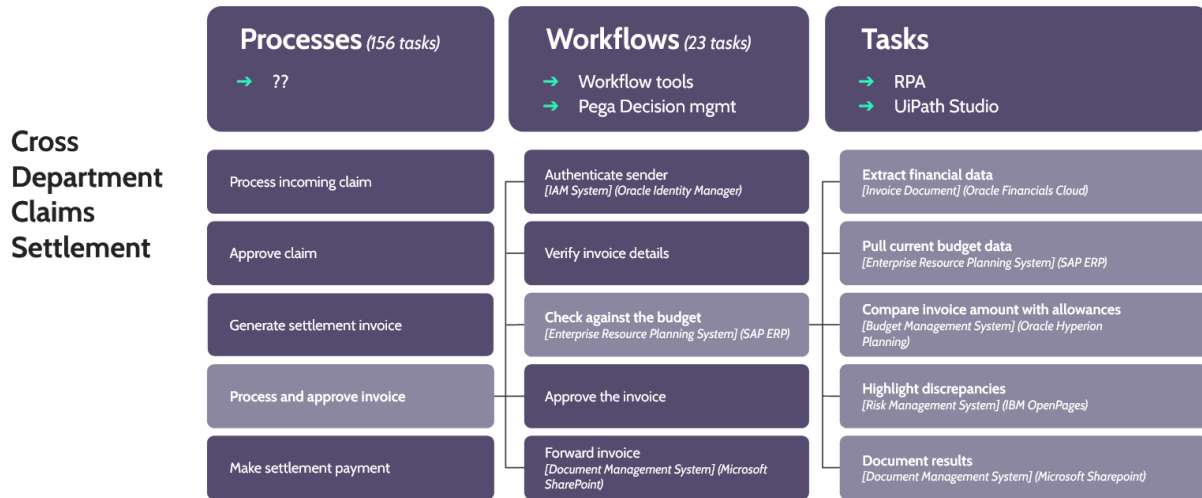 Cross
Department
Claims
Settlement
Processes (156 tasks)
➔ ??
Process incoming claim
Approve claim
Generate settlement invoice
Process and approve invoice
Make settlement payment
Workflows (23 tasks)
➔ Workflow tools
➔ Pega Decision mgmt
Authenticate sender
[IAM System] (Oracle Identity Manager)
Verify invoice details
Check against the budget
[Enterprise Resource Planning System] (SAP ERP)
Approve the invoice
Forward invoice
[Document Management System] (Microsoft
SharePoint)
Tasks
➔ RPA
➔ UiPath Studio
Extract financial data
[Invoice Document] (Oracle Financials Cloud)
Pull current budget data
[Enterprise Resource Planning System] (SAP ERP)
Compare invoice amount with allowances
[Budget Management System] (Oracle Hyperion
Planning)
Highlight discrepancies
[Risk Management System] (IBM OpenPages)
Document results
[Document Management System] (Microsoft Sharepoint)